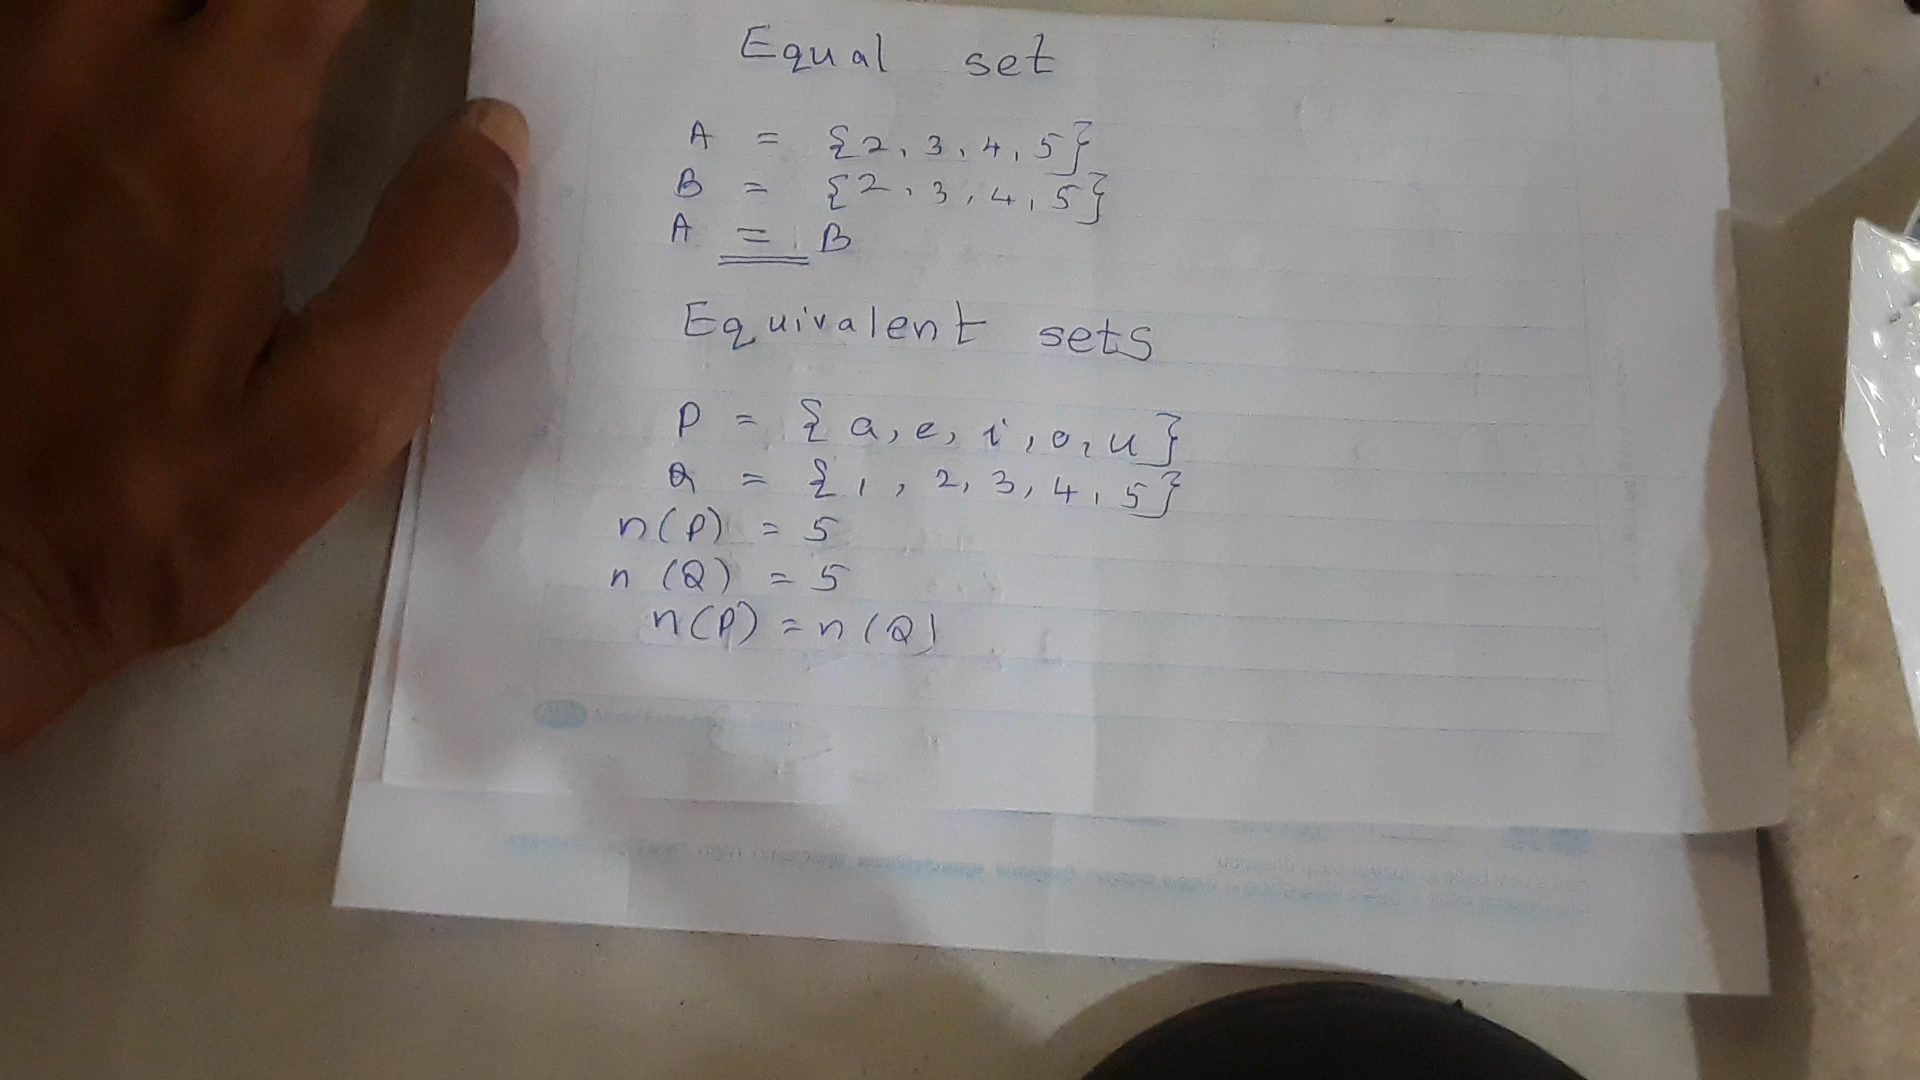 Equal set
A = {2, 3, 4, 5}
B = {2, 3, 4, 5}
A = B
Equivalent sets
P = {a, e, i, o, u}
Q = {1, 2, 3, 4, 5}
n(P) = 5
n (Q) = 5
n(P) = n (Q)